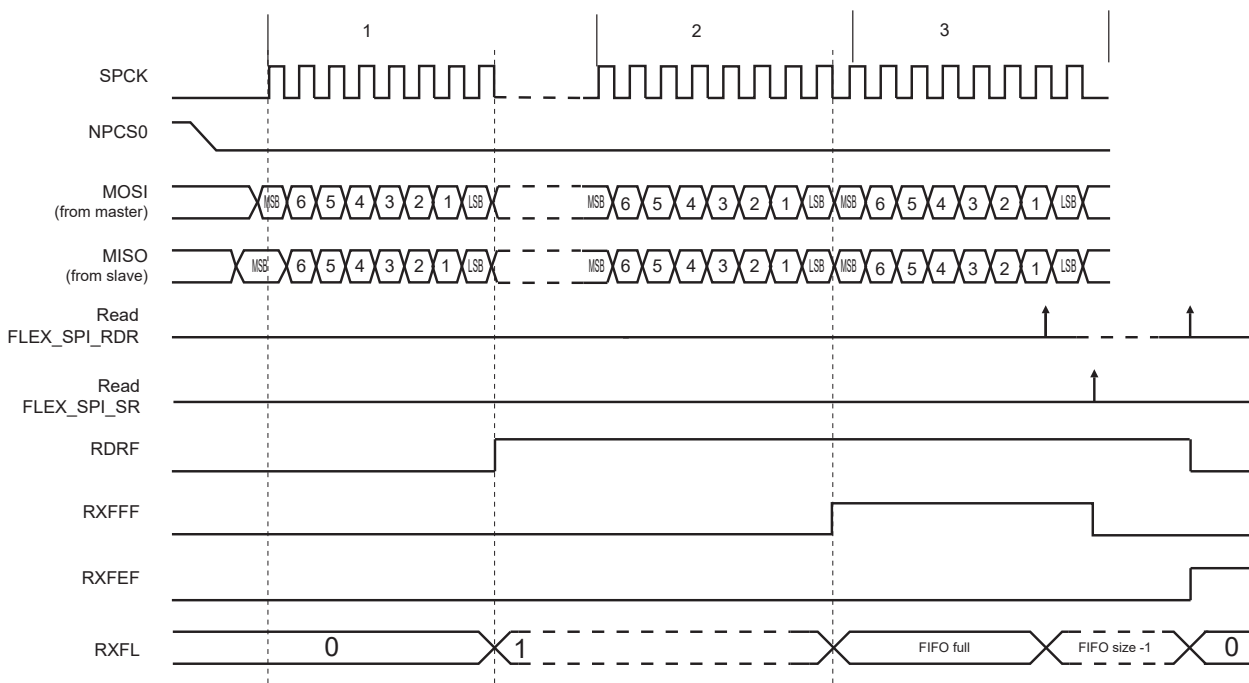 1 2 3
SPCK
NPCS0
MOSI
(from master)
MSB 6 5 4 3 2 1 LSB MSB 6 5 4 3 2 1 LSB MSB 6 5 4 3 2 1 LSB
MISO
(from slave)
MSB 6 5 4 3 2 1 LSB MSB 6 5 4 3 2 1 LSB MSB 6 5 4 3 2 1 LSB
Read
FLEX_SPI_RDR
Read
FLEX_SPI_SR
RDRF
RXFFF
RXFEF
RXFL 0 1 FIFO full FIFO size -1 0